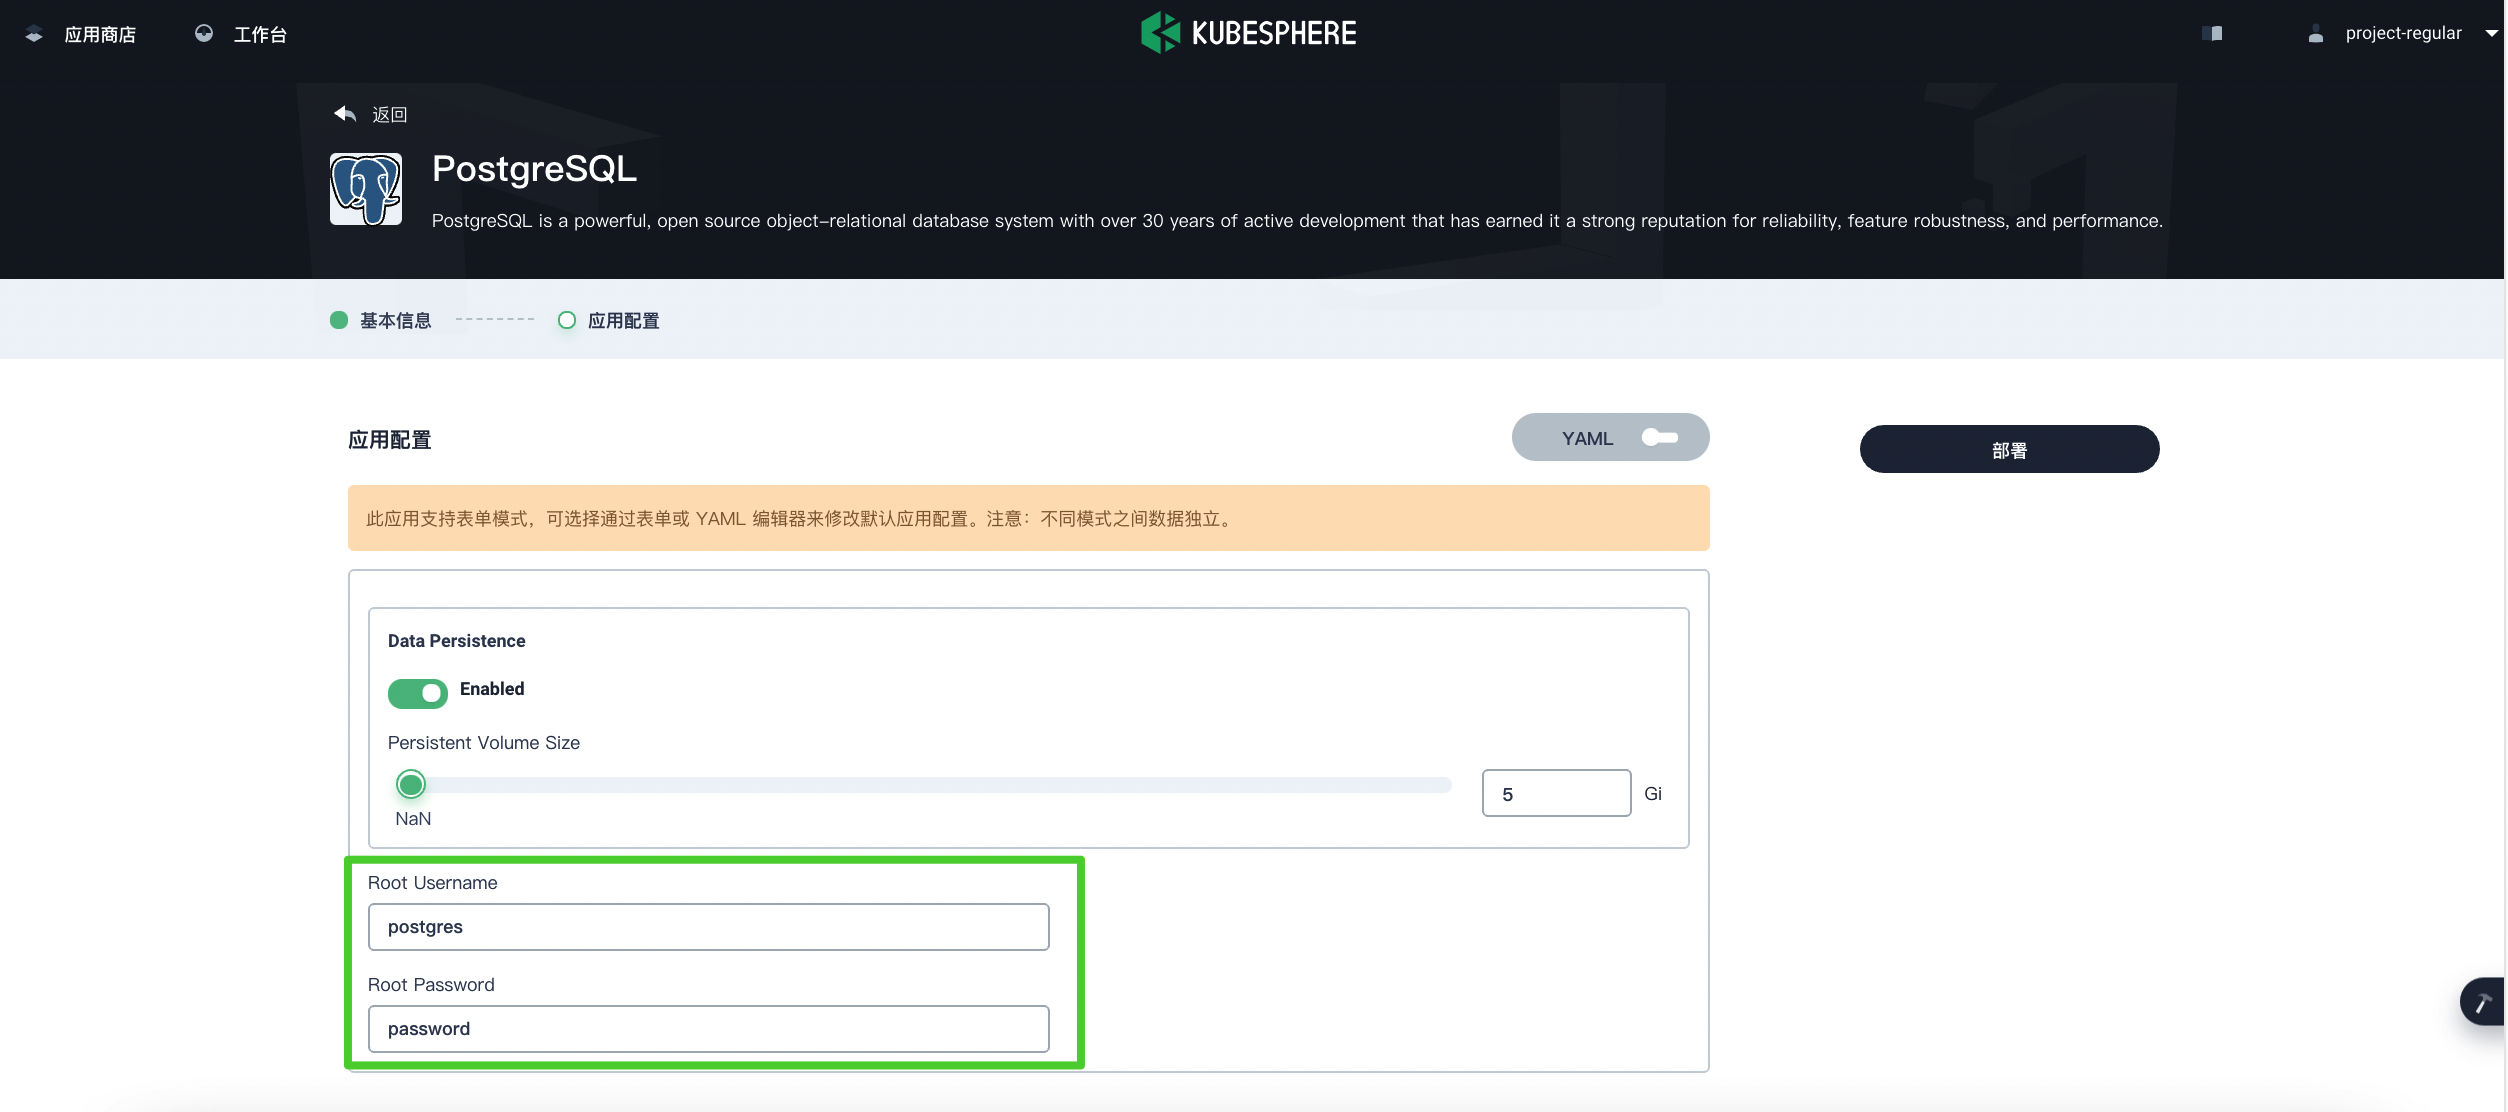 应用商店
工作台
KUBESPHERE
project-regular
返回
PostgreSQL
PostgreSQL is a powerful, open source object-relational database system with over 30 years of active development that has earned it a strong reputation for reliability, feature robustness, and performance.
基本信息
应用配置
应用配置
YAML
部署
此应用支持表单模式，可选择通过表单或 YAML 编辑器来修改默认应用配置。注意：不同模式之间数据独立。
Data Persistence
Enabled
Persistent Volume Size
5
Gi
NaN
Root Username
postgres
Root Password
password